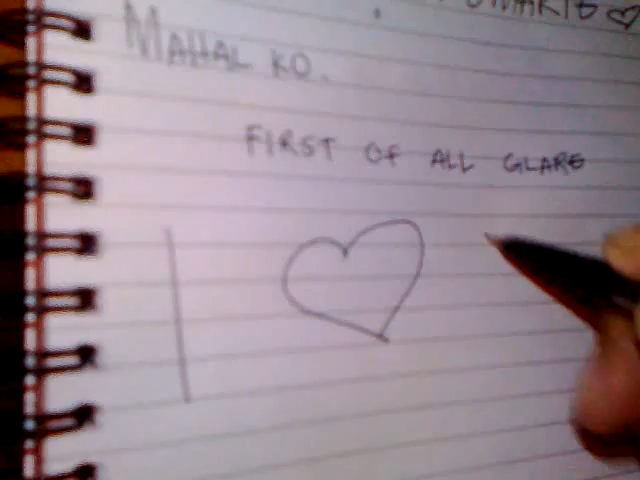 MAHAL KO.
FIRST OF ALL GLARE
I ♡